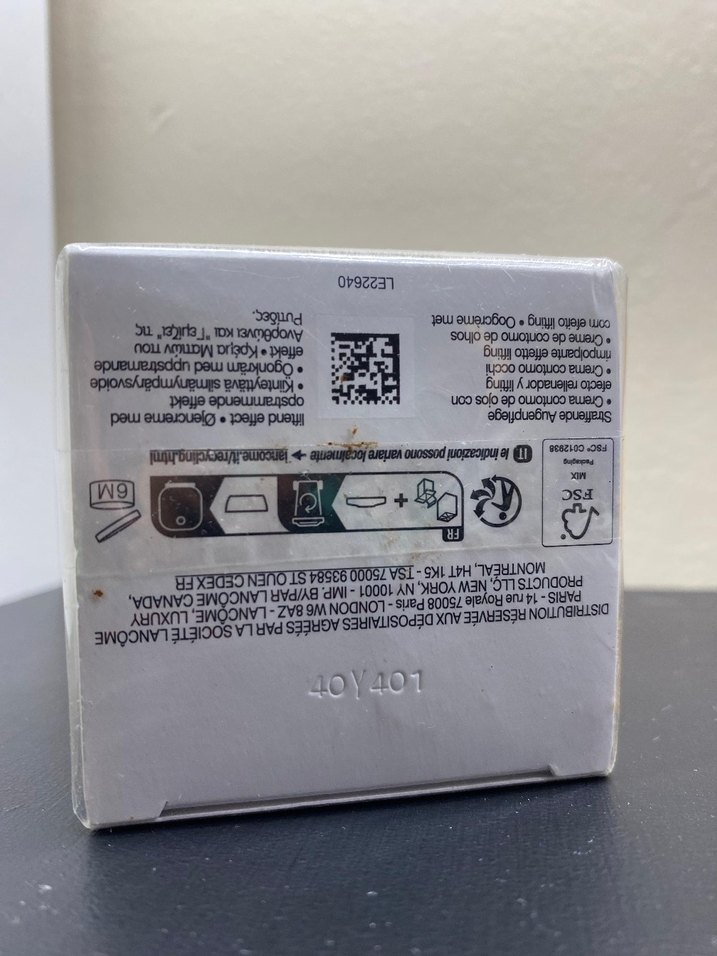 40Y401
DISTRIBUTION RÉSERVÉE AUX DÉPOSITAIRES AGRÉÉS PAR LA SOCIÉTÉ LANCÔME
PARIS - 14 rue Royale 75008 Paris - LONDON W6 8AZ - LANCÔME, LUXURY
PRODUCTS LLC, NEW YORK, NY 10001 - IMP. BY/PAR LANCÔME CANADA,
MONTREAL, H4T 1K5 - TSA 75000 93584 ST OUEN CEDEX FR
FSC
MIX
Packaging
FSC® C012938
FR
+
6M
IT le indicazioni possono variare localmente → lancome.it/recycling.html
Straffende Augenpflege
• Crema contorno de ojos con
efecto rellenador y lifting
• Crema contorno occhi
rimpolpante effetto lifting
• Creme de contorno de olhos
com efeito lifting • Oogcrème met
liftend effect • Øjencreme med
opstrammende effekt
• Kiinteyttävä silmänympärysvoide
• Ögonkräm med uppstramande
effekt • Κρέμα Ματιών που
Ανορθώνει και "Γεμίζει" τις
Ρυτίδες.
LE22640